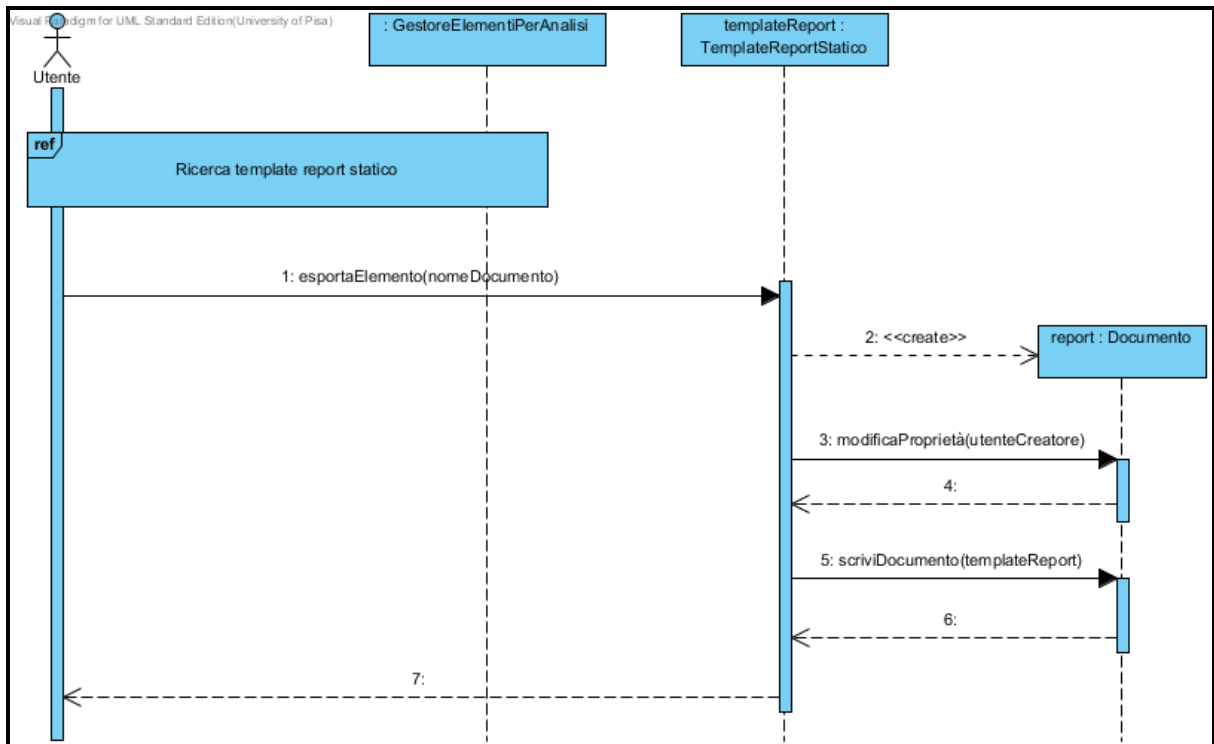 Visual Paradigm for UML Standard Edition(University of Pisa)
Utente
: GestoreElementiPerAnalisi
templateReport :
TemplateReportStatico
ref
Ricerca template report statico
1: esportaElemento(nomeDocumento)
2: <<create>>
report : Documento
3: modificaProprietà(utenteCreatore)
4:
5: scriviDocumento(templateReport)
6:
7: